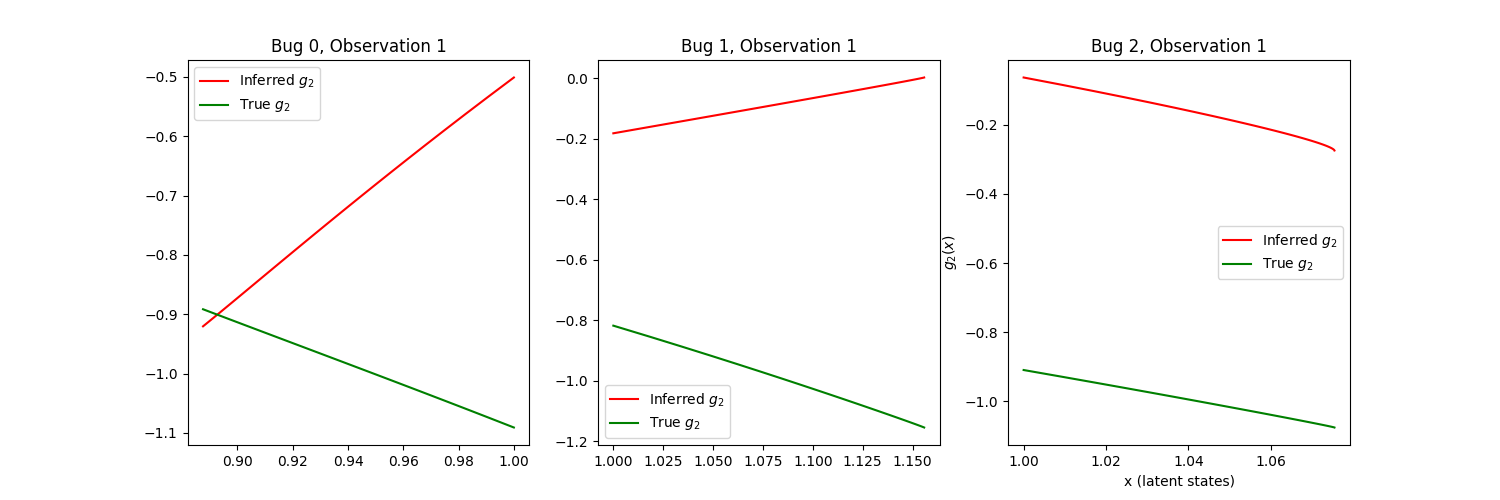 Bug 0, Observation 1
−0.5
−0.6
−0.7
−0.8
−0.9
−1.0
−1.1
Inferred g₂
True g₂
0.90 0.92 0.94 0.96 0.98 1.00
Bug 1, Observation 1
0.0
−0.2
−0.4
−0.6
−0.8
−1.0
−1.2
Inferred g₂
True g₂
1.000 1.025 1.050 1.075 1.100 1.125 1.150
Bug 2, Observation 1
g₂(x)
−0.2
−0.4
−0.6
−0.8
−1.0
Inferred g₂
True g₂
1.00 1.02 1.04 1.06
x (latent states)